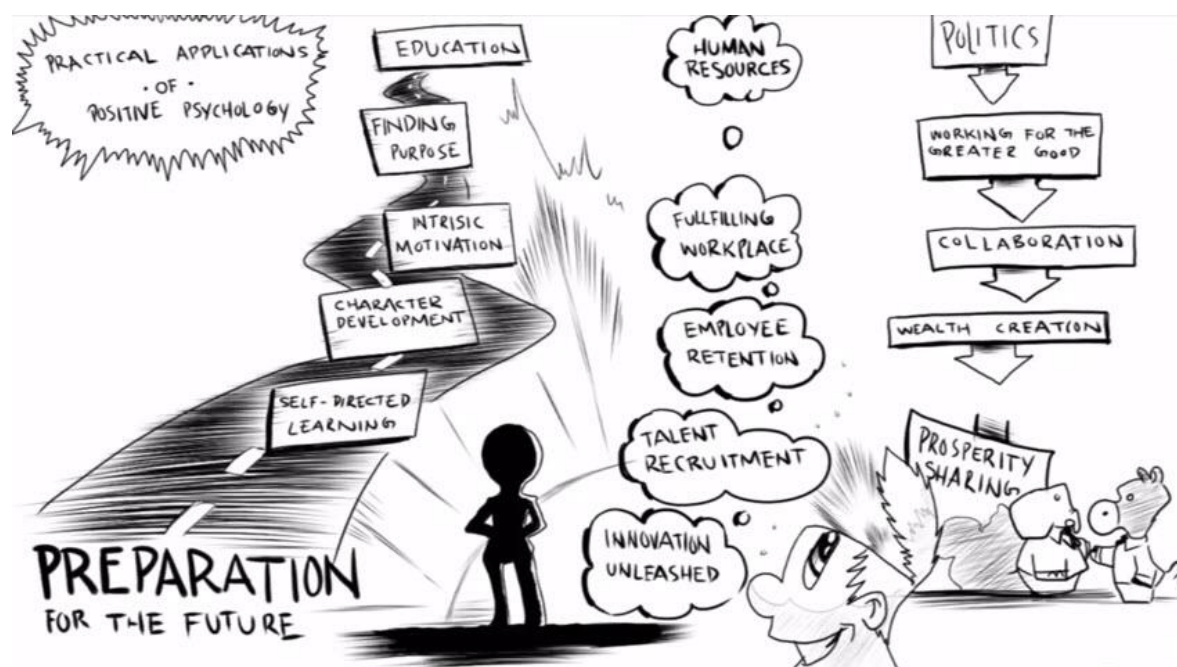 PRACTICAL APPLICATIONS
· OF ·
POSITIVE PSYCHOLOGY
EDUCATION
FINDING
PURPOSE
INTRISIC
MOTIVATION
CHARACTER
DEVELOPMENT
SELF-DIRECTED
LEARNING
PREPARATION
FOR THE FUTURE
HUMAN
RESOURCES
FULLFILLING
WORKPLACE
EMPLOYEE
RETENTION
TALENT
RECRUITMENT
INNOVATION
UNLEASHED
POLITICS
WORKING FOR THE
GREATER GOOD
COLLABORATION
WEALTH CREATION
PROSPERITY
SHARING